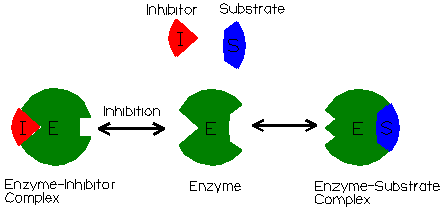 Inhibitor Substrate
I S
I E Inhibition E E S
Enzyme-Inhibitor
Complex
Enzyme
Enzyme-Substrate
Complex